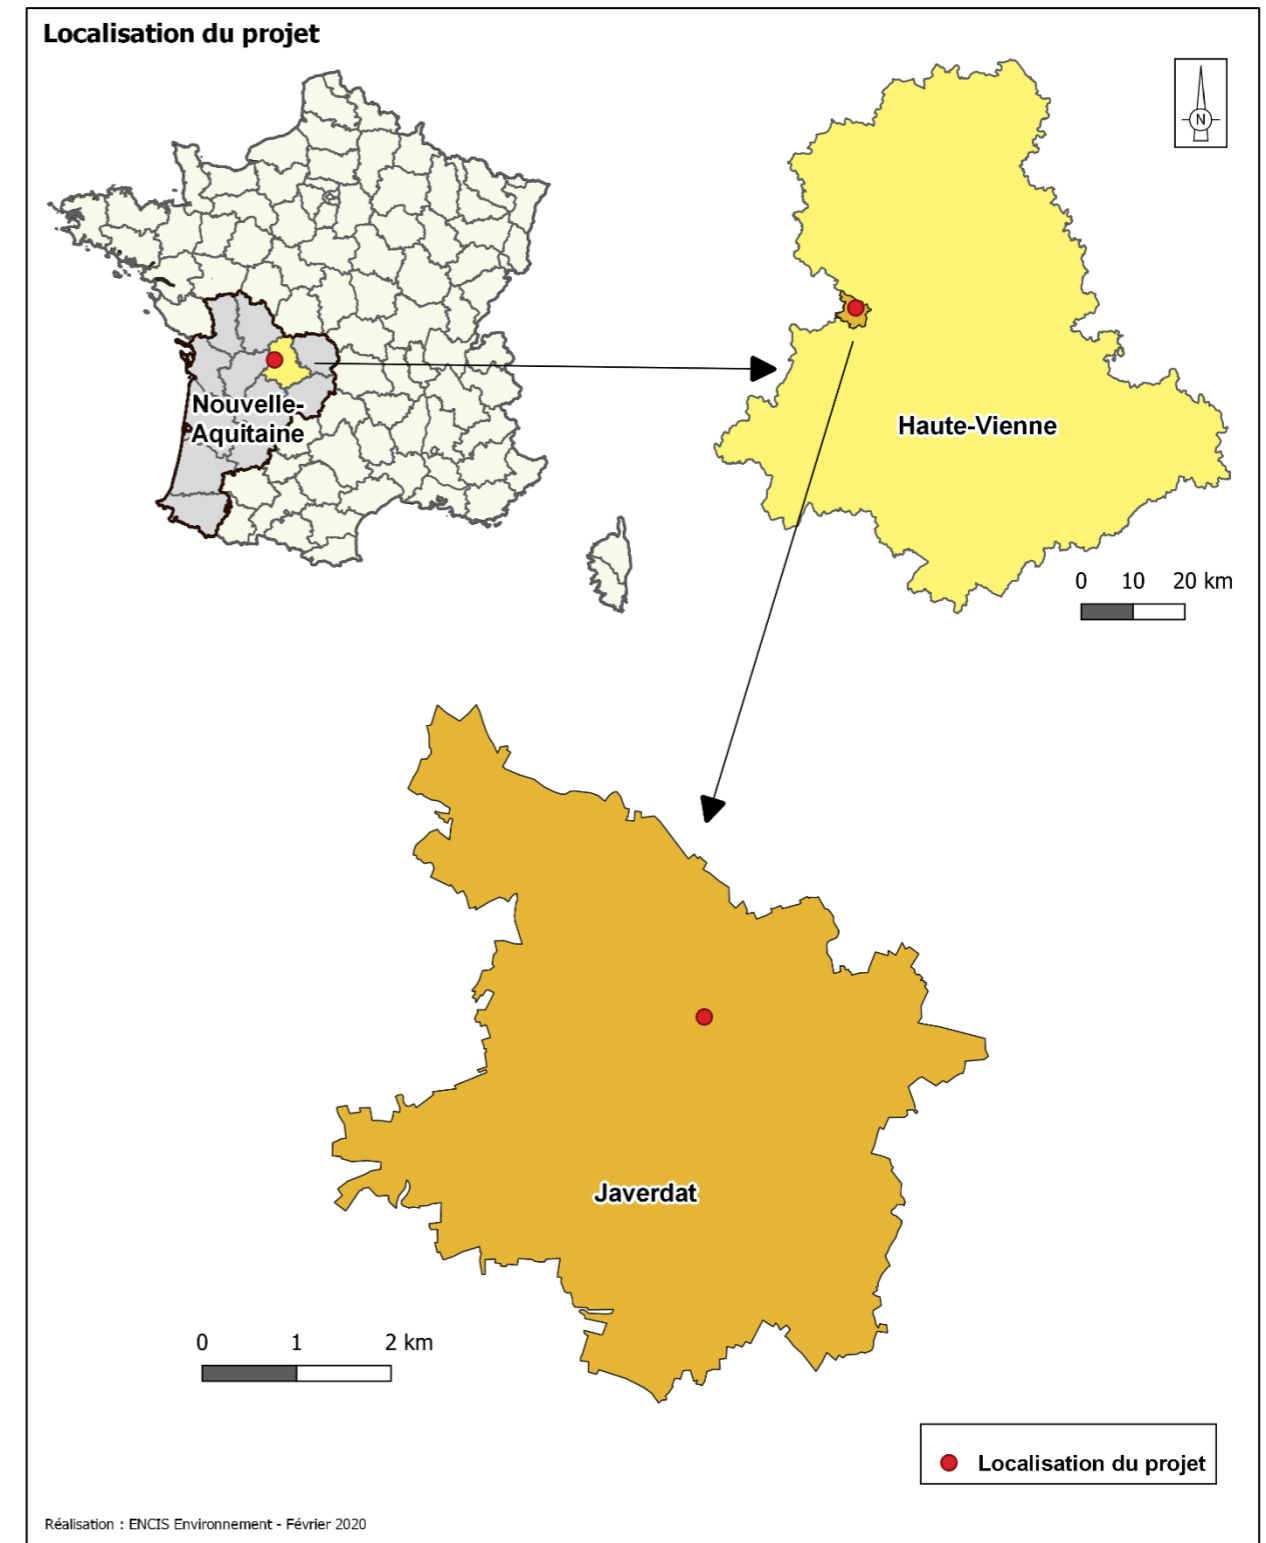 Localisation du projet
N
Nouvelle-
Aquitaine
Haute-Vienne
0 10 20 km
Javerdat
0 1 2 km
Localisation du projet
Réalisation : ENCIS Environnement - Février 2020